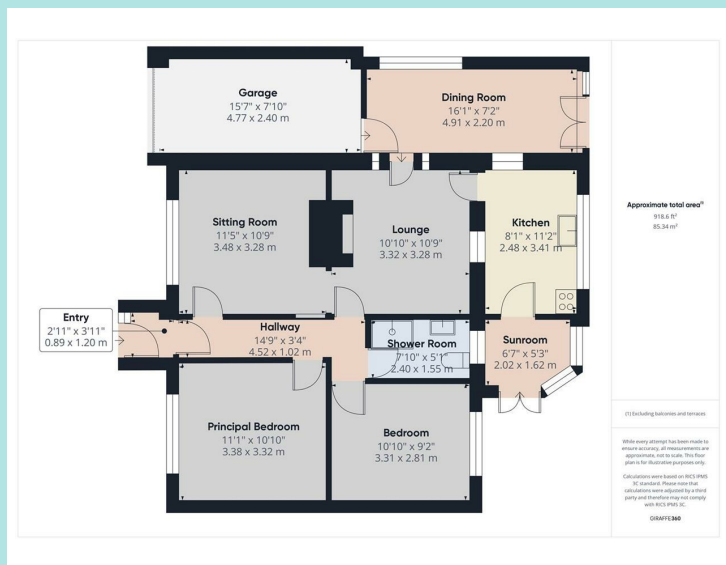 Garage
15'7" x 7'10"
4.77 x 2.40 m
Dining Room
16'1" x 7'2"
4.91 x 2.20 m
Sitting Room
11'5" x 10'9"
3.48 x 3.28 m
Lounge
10'10" x 10'9"
3.32 x 3.28 m
Kitchen
8'1" x 11'2"
2.48 x 3.41 m
Entry
2'11" x 3'11"
0.89 x 1.20 m
Hallway
14'9" x 3'4"
4.52 x 1.02 m
Shower Room
7'10" x 5'1"
2.40 x 1.55 m
Sunroom
6'7" x 5'3"
2.02 x 1.62 m
Principal Bedroom
11'1" x 10'10"
3.38 x 3.32 m
Bedroom
10'10" x 9'2"
3.31 x 2.81 m
Approximate total area(1)
918.6 ft²
85.34 m²
(1) Excluding balconies and terraces
While every attempt has been made to
ensure accuracy, all measurements are
approximate, not to scale. This floor
plan is for illustrative purposes only.
Calculations were based on RICS IPMS
3C standard. Please note that
calculations were adjusted by a third
party and therefore may not comply
with RICS IPMS 3C.
GIRAFFE360